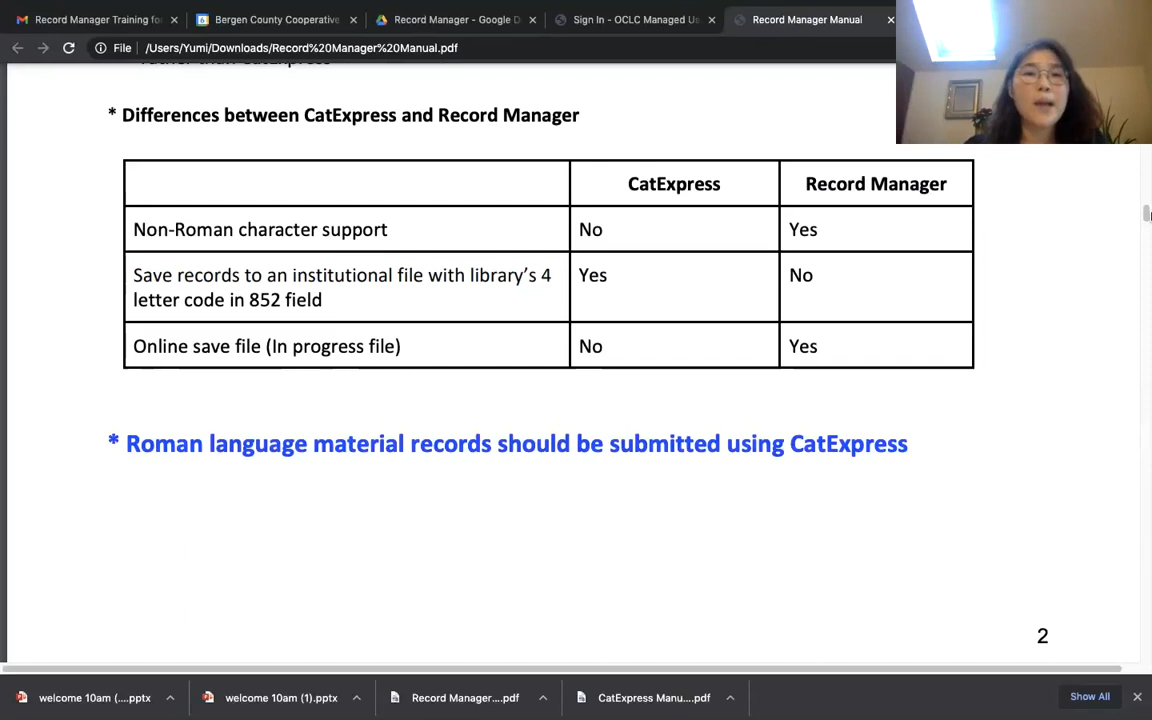 Record Manager Training fo
Bergen County Cooperative
Record Manager - Google D
Sign In - OCLC Managed Us
Record Manager Manual
File
/Users/Yumi/Downloads/Record%20Manager%20Manual.pdf
rather than CatExpress
* Differences between CatExpress and Record Manager
CatExpress
Record Manager
Non-Roman character support
No
Yes
Save records to an institutional file with library's 4
letter code in 852 field
Yes
No
Online save file (In progress file)
No
Yes
* Roman language material records should be submitted using CatExpress
2
welcome 10am (....pptx
welcome 10am (1).pptx
Record Manager....pdf
CatExpress Manu....pdf
Show All